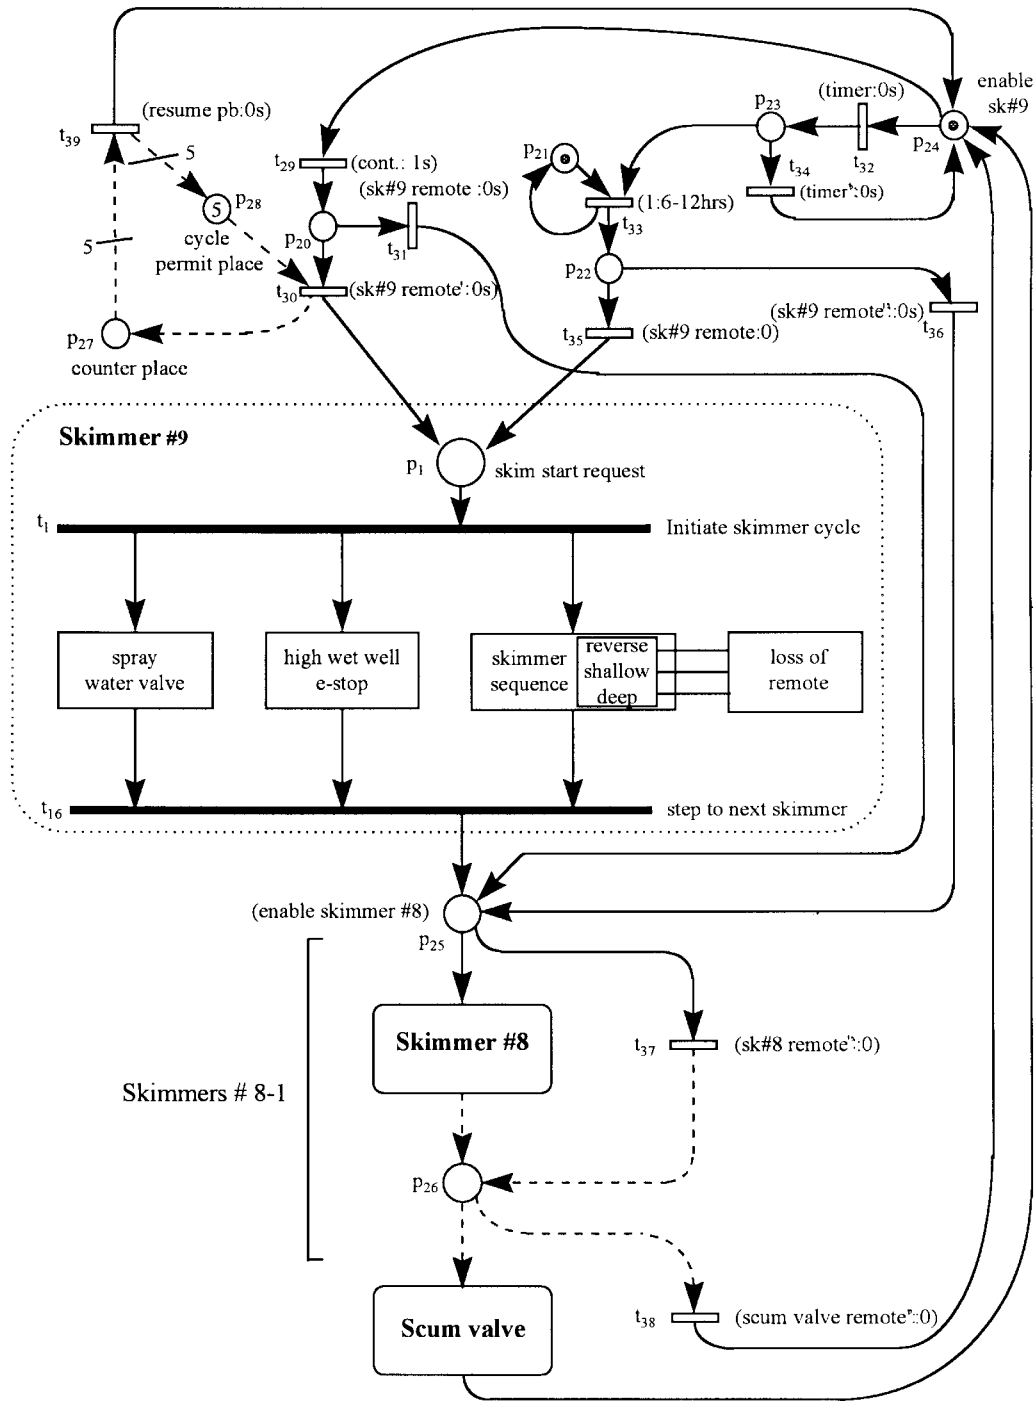 enable
sk#9
(resume pb:0s)
t39
5
p28
5
cycle
permit place
5
p27
counter place
t29
(cont.: 1s)
(sk#9 remote :0s)
p20
t31
t30
(sk#9 remote':0s)
p21
(1:6-12hrs)
t33
p22
t35
(sk#9 remote:0)
p23
(timer:0s)
t32
p24
t34
(timer':0s)
(sk#9 remote':0s)
t36
Skimmer #9
p1
skim start request
t1
Initiate skimmer cycle
spray
water valve
high wet well
e-stop
skimmer
sequence
reverse
shallow
deep
loss of
remote
t16
step to next skimmer
(enable skimmer #8)
p25
Skimmer #8
t37
(sk#8 remote':0)
Skimmers # 8-1
p26
Scum valve
t38
(scum valve remote':0)